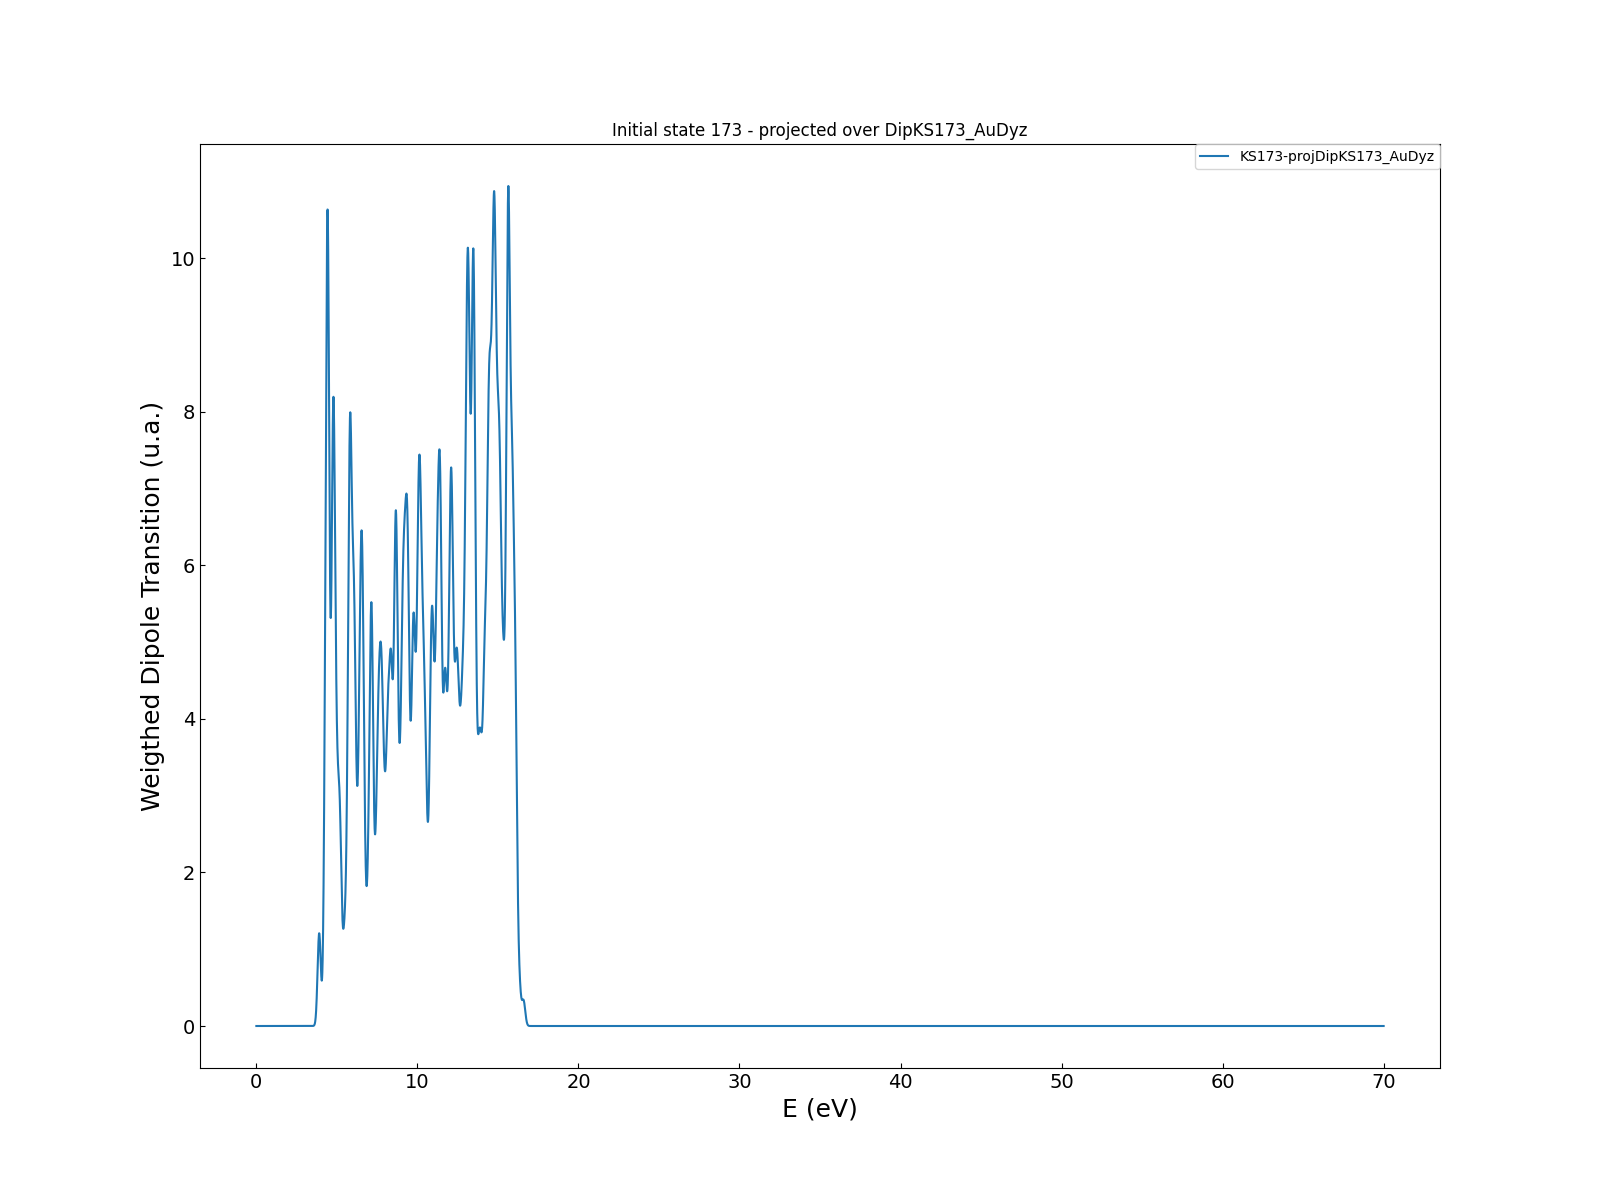 Initial state 173 - projected over DipKS173_AuDyz
KS173-projDipKS173_AuDyz
Weigthed Dipole Transition (u.a.)
10
8
6
4
2
0
0 10 20 30 40 50 60 70
E (eV)